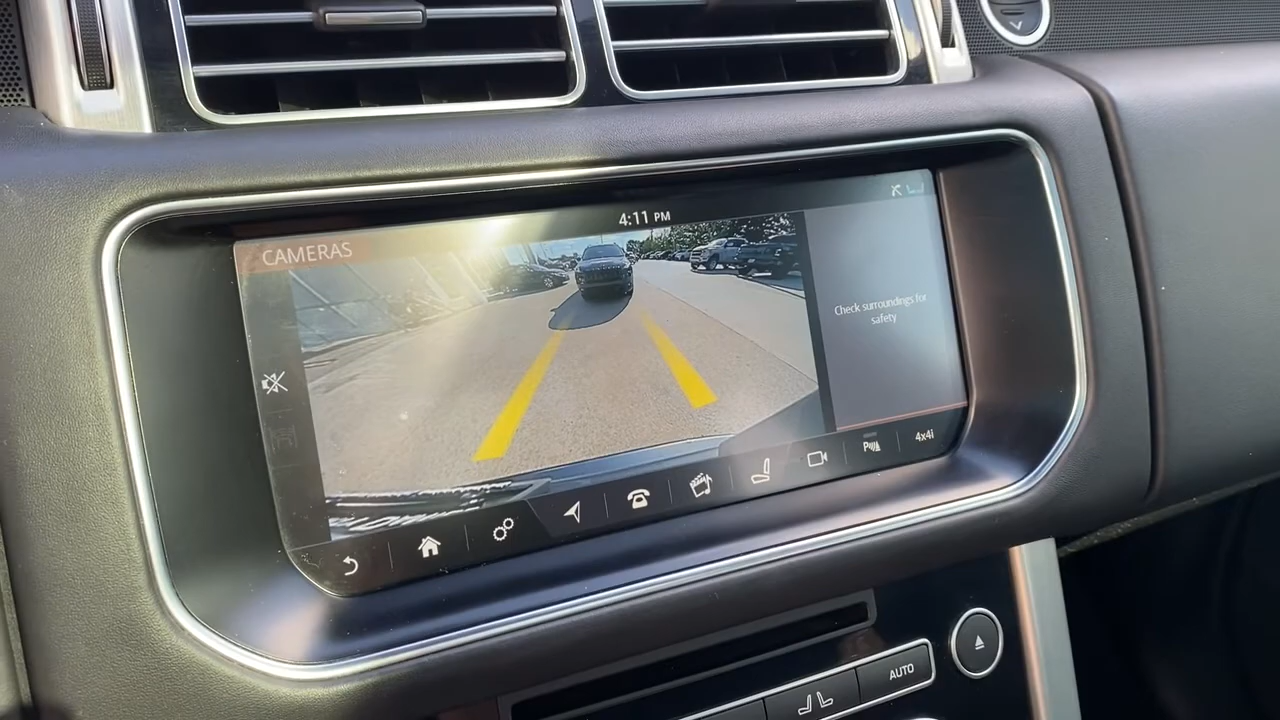 4:11 PM
CAMERAS
Check surroundings for
safety
P
4x4i
AUTO